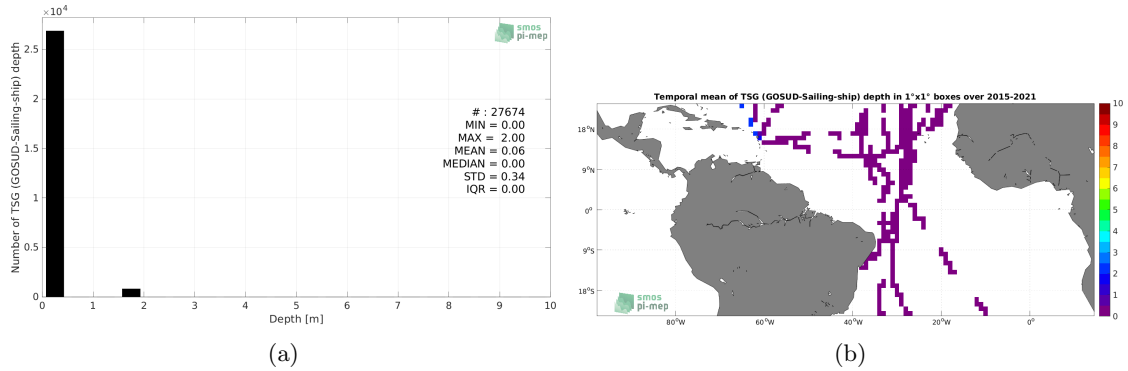 ×10⁴
smos
pi-mep
2.5
2
1.5
1
0.5
0
Number of TSG (GOSUD-Sailing-ship) depth
# : 27674
MIN = 0.00
MAX = 2.00
MEAN = 0.06
MEDIAN = 0.00
STD = 0.34
IQR = 0.00
0 1 2 3 4 5 6 7 8 9 10
Depth [m]
(a)
Temporal mean of TSG (GOSUD-Sailing-ship) depth in 1°x1° boxes over 2015-2021
18°N
9°N
0°
9°S
18°S
80°W 60°W 40°W 20°W 0°
smos
pi-mep
10
9
8
7
6
5
4
3
2
1
0
(b)